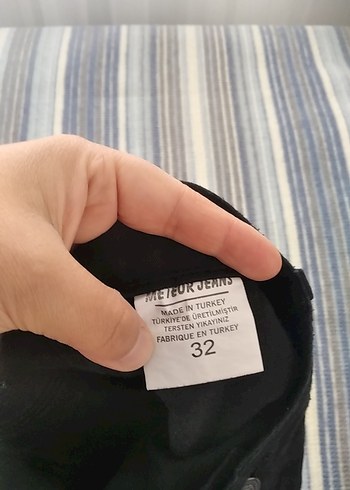 METEOR JEANS
MADE IN TURKEY
TÜRKİYE'DE ÜRETİLMİŞTİR
TERSTEN YIKAYINIZ
FABRIQUE EN TURKEY
32